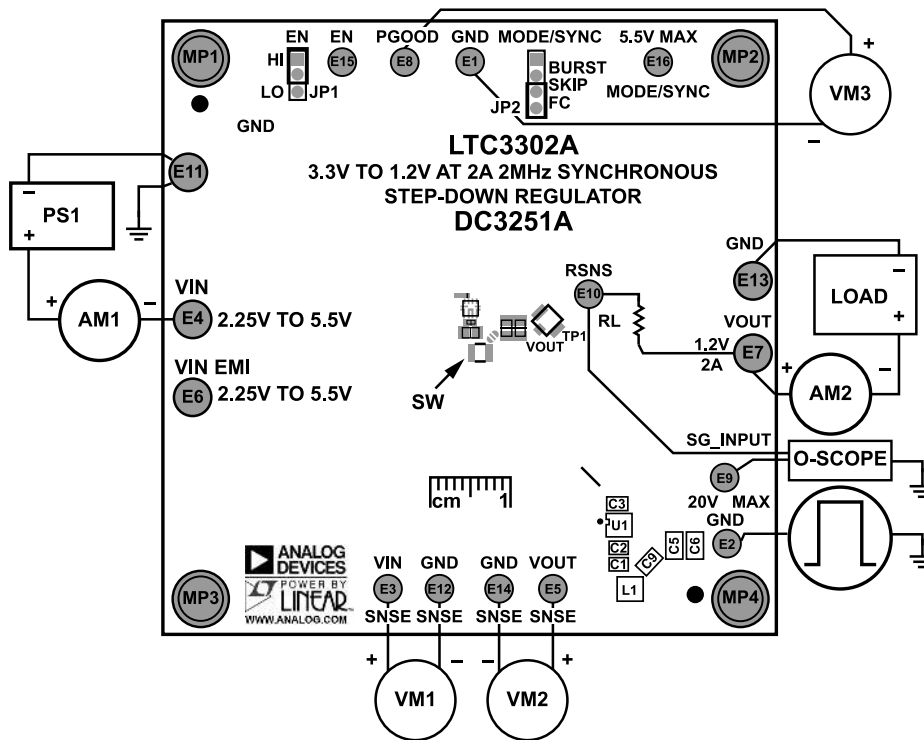 MP1
EN
EN
PGOOD
GND
MODE/SYNC
5.5V MAX
MP2
HI
E15
E8
E1
E16
BURST
SKIP
FC
LO
JP1
JP2
MODE/SYNC
+
VM3
−
GND
LTC3302A
3.3V TO 1.2V AT 2A 2MHz SYNCHRONOUS
STEP-DOWN REGULATOR
DC3251A
E11
−
PS1
+
+
AM1
−
VIN
E4
2.25V TO 5.5V
VIN EMI
E6
2.25V TO 5.5V
RSNS
E10
RL
VOUT
TP1
SW
GND
E13
−
LOAD
+
VOUT
1.2V
2A
E7
+
AM2
−
SG_INPUT
O-SCOPE
E9
20V MAX
GND
E2
cm 1
C3
U1
C2
C1
C9
C5
C6
L1
ANALOG
DEVICES
POWER BY
LINEAR™
WWW.ANALOG.COM
MP3
MP4
VIN
GND
GND
VOUT
E3
E12
E14
E5
SNSE
SNSE
SNSE
SNSE
+
VM1
−
−
VM2
+